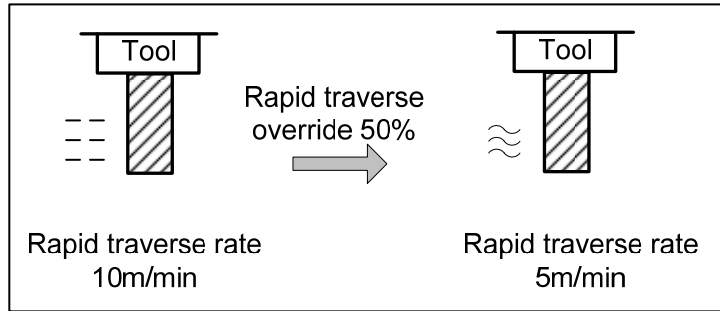 Tool
Rapid traverse rate
10m/min
Rapid traverse
override 50%
Tool
Rapid traverse rate
5m/min